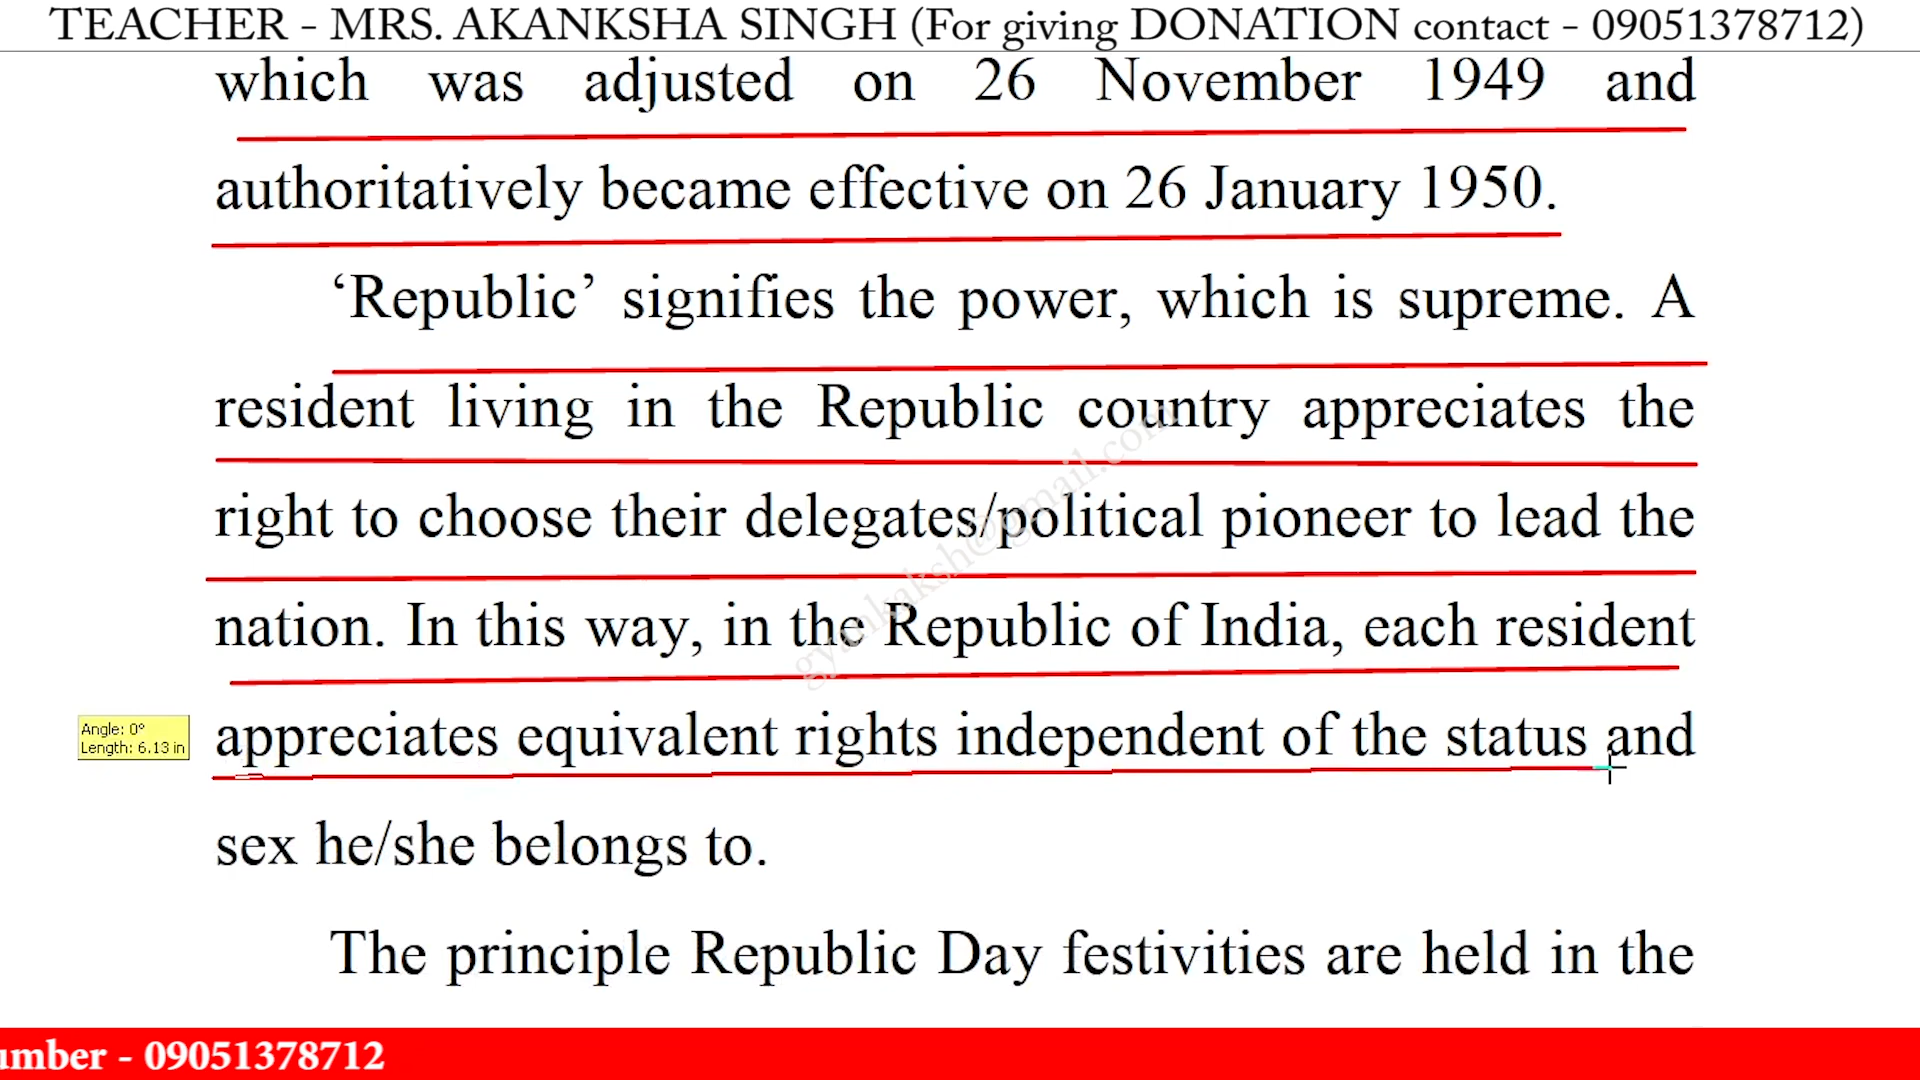 TEACHER - MRS. AKANKSHA SINGH (For giving DONATION contact - 09051378712)
which was adjusted on 26 November 1949 and
authoritatively became effective on 26 January 1950.
‘Republic’ signifies the power, which is supreme. A
resident living in the Republic country appreciates the
right to choose their delegates/political pioneer to lead the
nation. In this way, in the Republic of India, each resident
Angle: 0°
Length: 6.13 in
appreciates equivalent rights independent of the status and
sex he/she belongs to.
The principle Republic Day festivities are held in the
gyankaksh@gmail.com
umber - 09051378712